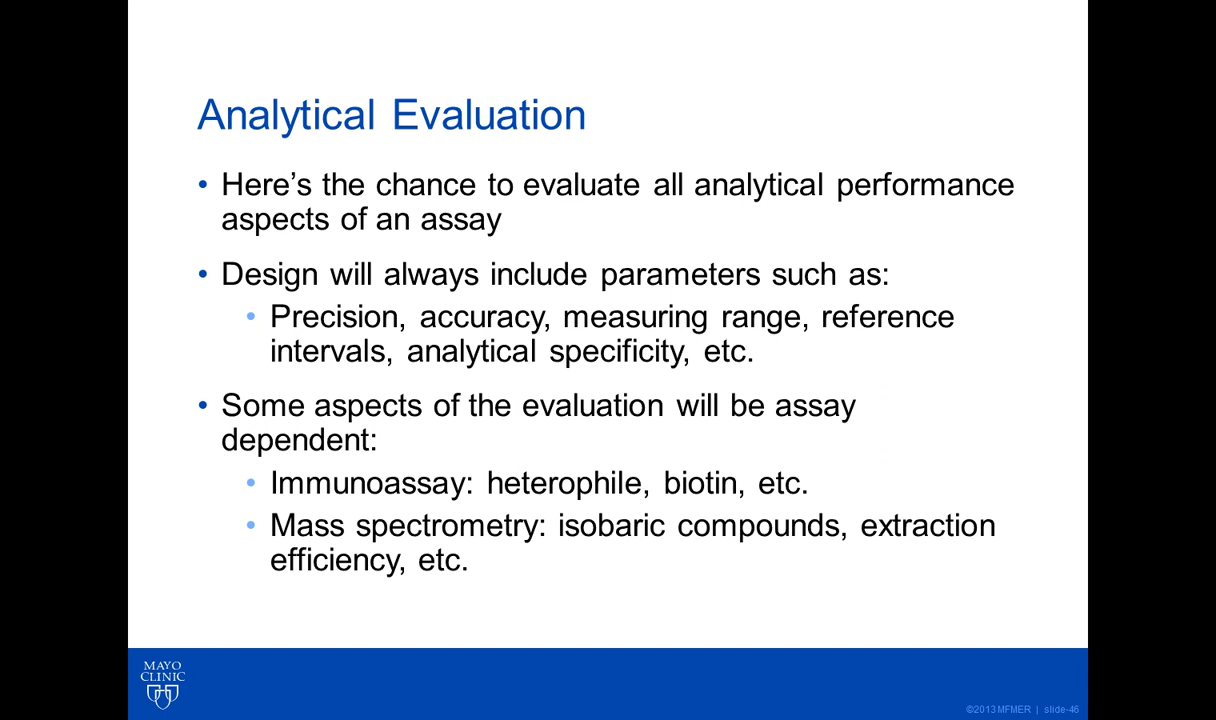 Analytical Evaluation
• Here’s the chance to evaluate all analytical performance
aspects of an assay
• Design will always include parameters such as:
• Precision, accuracy, measuring range, reference
intervals, analytical specificity, etc.
• Some aspects of the evaluation will be assay
dependent:
• Immunoassay: heterophile, biotin, etc.
• Mass spectrometry: isobaric compounds, extraction
efficiency, etc.
MAYO
CLINIC
©2013 MFMER | slide-46